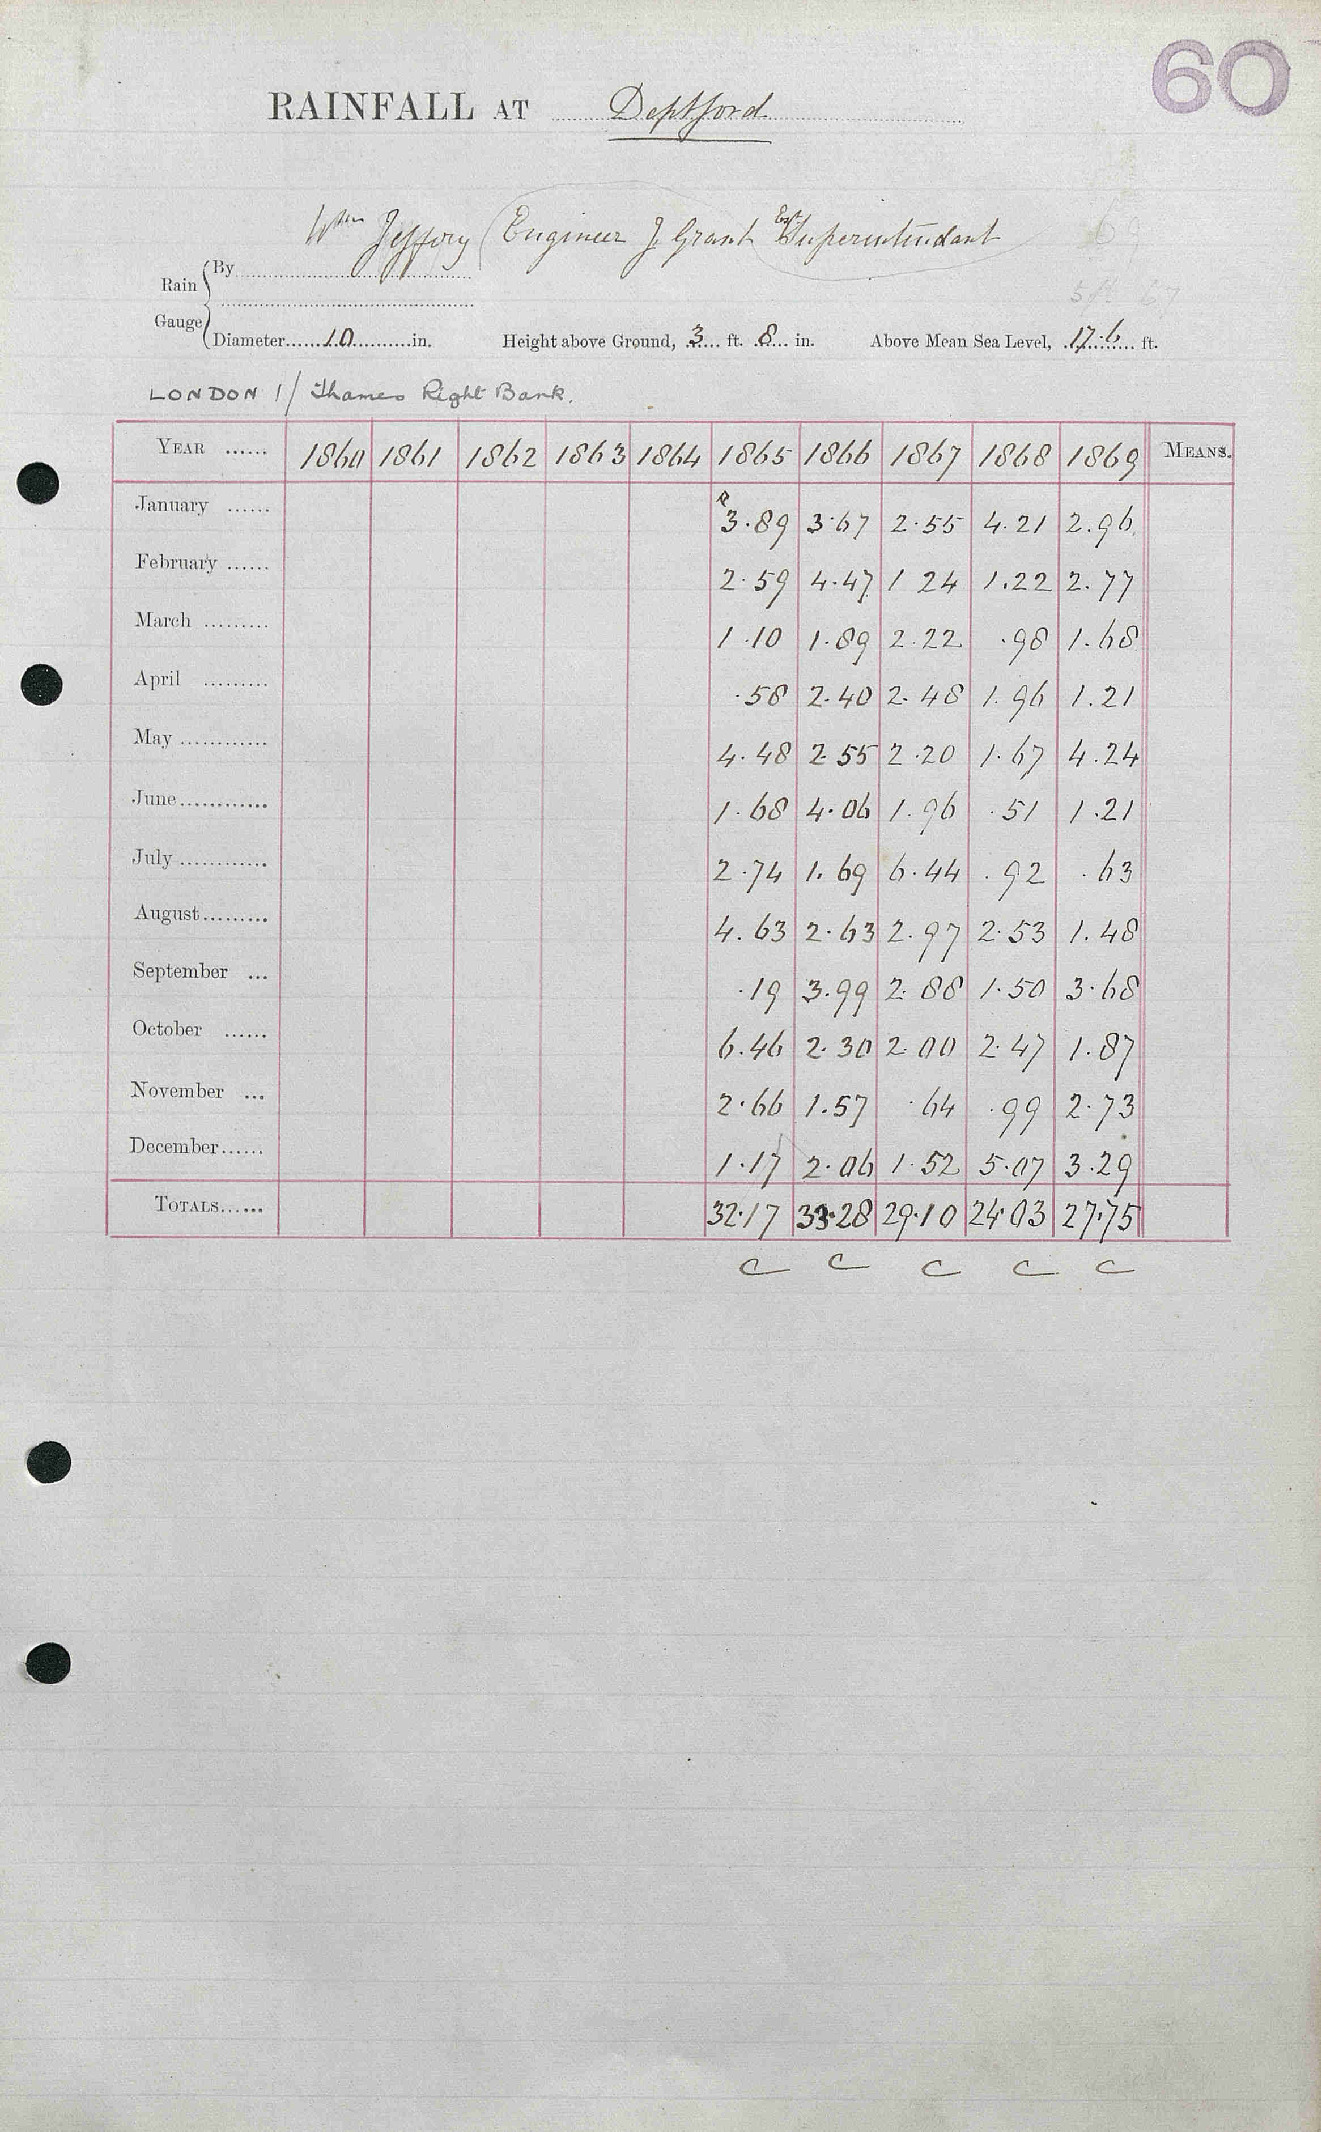 60
RAINFALL AT Deptford
Wm Jeffory (Engineer J Grant Esq Superintendant
69
5ft 67
Rain Gauge { By
Diameter......10..........in. Height above Ground, 3 ft. 8 in. Above Mean Sea Level, 17.6 ft.
LONDON 1/ Thames Right Bank.
YEAR ...... 1860 1861 1862 1863 1864 1865 1866 1867 1868 1869 MEANS.
January ...... 3.89 3.67 2.55 4.21 2.96
February ...... 2.59 4.47 1 24 1.22 2.77
March ......... 1.10 1.89 2.22 .98 1.68
April ......... .58 2.40 2.48 1.96 1.21
May ............ 4.48 2.55 2.20 1.67 4.24
June............ 1.68 4.06 1.96 .51 1.21
July ............ 2.74 1.69 6.44 .92 .63
August......... 4.63 2.63 2.97 2.53 1.48
September ... .19 3.99 2.88 1.50 3.68
October ...... 6.46 2.30 2.00 2.47 1.87
November ... 2.66 1.57 .64 .99 2.73
December...... 1.17 2.06 1.52 5.07 3.29
TOTALS...... 32.17 33.28 29.10 24.03 27.75
C C C C C